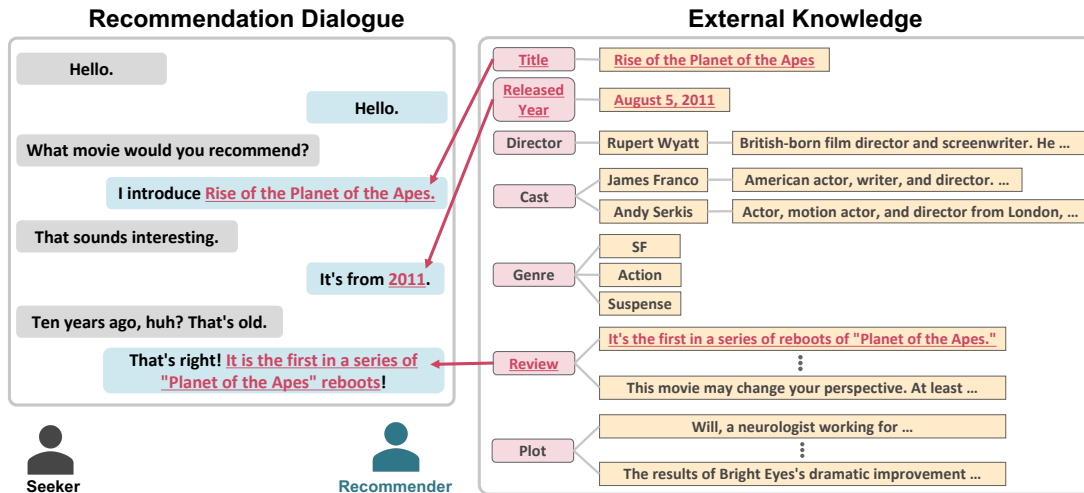 Recommendation Dialogue
Hello.
Hello.
What movie would you recommend?
I introduce Rise of the Planet of the Apes.
That sounds interesting.
It's from 2011.
Ten years ago, huh? That's old.
That's right! It is the first in a series of
"Planet of the Apes" reboots!
Seeker
Recommender
External Knowledge
Title
Rise of the Planet of the Apes
Released
Year
August 5, 2011
Director
Rupert Wyatt
British-born film director and screenwriter. He ...
Cast
James Franco
American actor, writer, and director. ...
Andy Serkis
Actor, motion actor, and director from London, ...
Genre
SF
Action
Suspense
Review
It's the first in a series of reboots of "Planet of the Apes."
This movie may change your perspective. At least ...
Plot
Will, a neurologist working for ...
The results of Bright Eyes's dramatic improvement ...